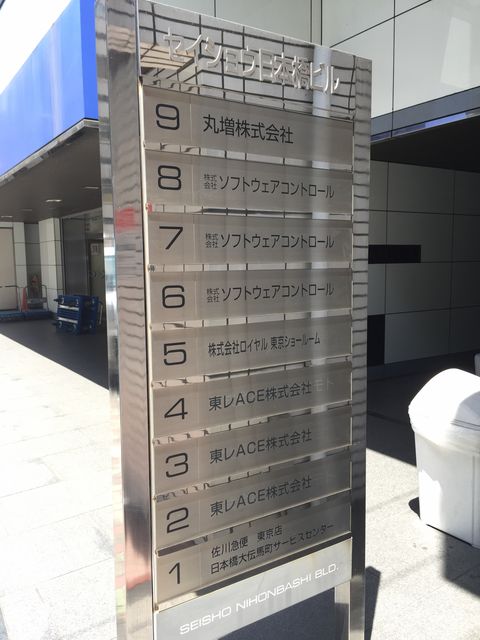 セイショウ日本橋ビル
9 丸増株式会社
8 株式会社 ソフトウェアコントロール
7 株式会社 ソフトウェアコントロール
6 株式会社 ソフトウェアコントロール
5 株式会社ロイヤル 東京ショールーム
4 東レACE株式会社
3 東レACE株式会社
2 東レACE株式会社
1 佐川急便 東京店
日本橋大伝馬町サービスセンター
SEISHO NIHONBASHI BLD.